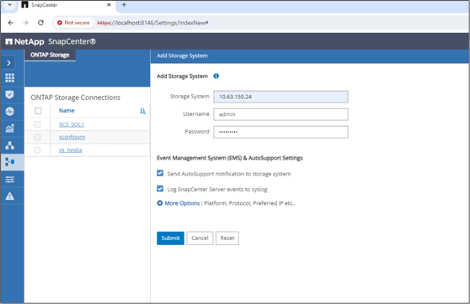 SnapCenter
Not secure https://localhost:8146/Settings/IndexNew#
NetApp SnapCenter®
ONTAP Storage
Add Storage System
ONTAP Storage Connections
Name
SCS_SQL1
scsnfssvm
vs_nvidia
Add Storage System
Storage System 10.63.150.24
Username admin
Password •••••••••
Event Management System (EMS) & AutoSupport Settings
Send AutoSupport notification to storage system
Log SnapCenter Server events to syslog
More Options : Platform, Protocol, Preferred IP etc..
Submit Cancel Reset